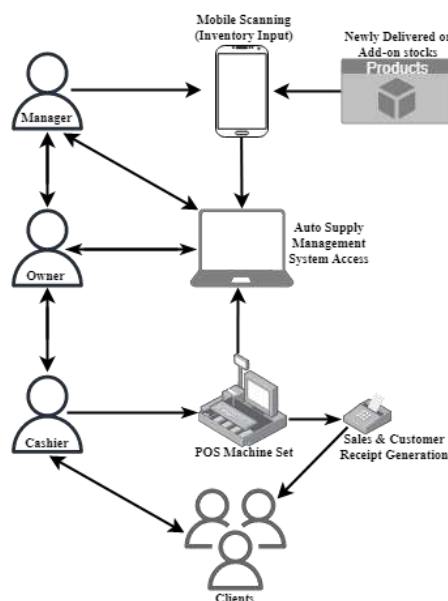 Mobile Scanning
(Inventory Input)
Newly Delivered or
Add-on stocks
Products
Manager
Auto Supply
Management
System Access
Owner
Cashier
POS Machine Set
Sales & Customer
Receipt Generation
Clients